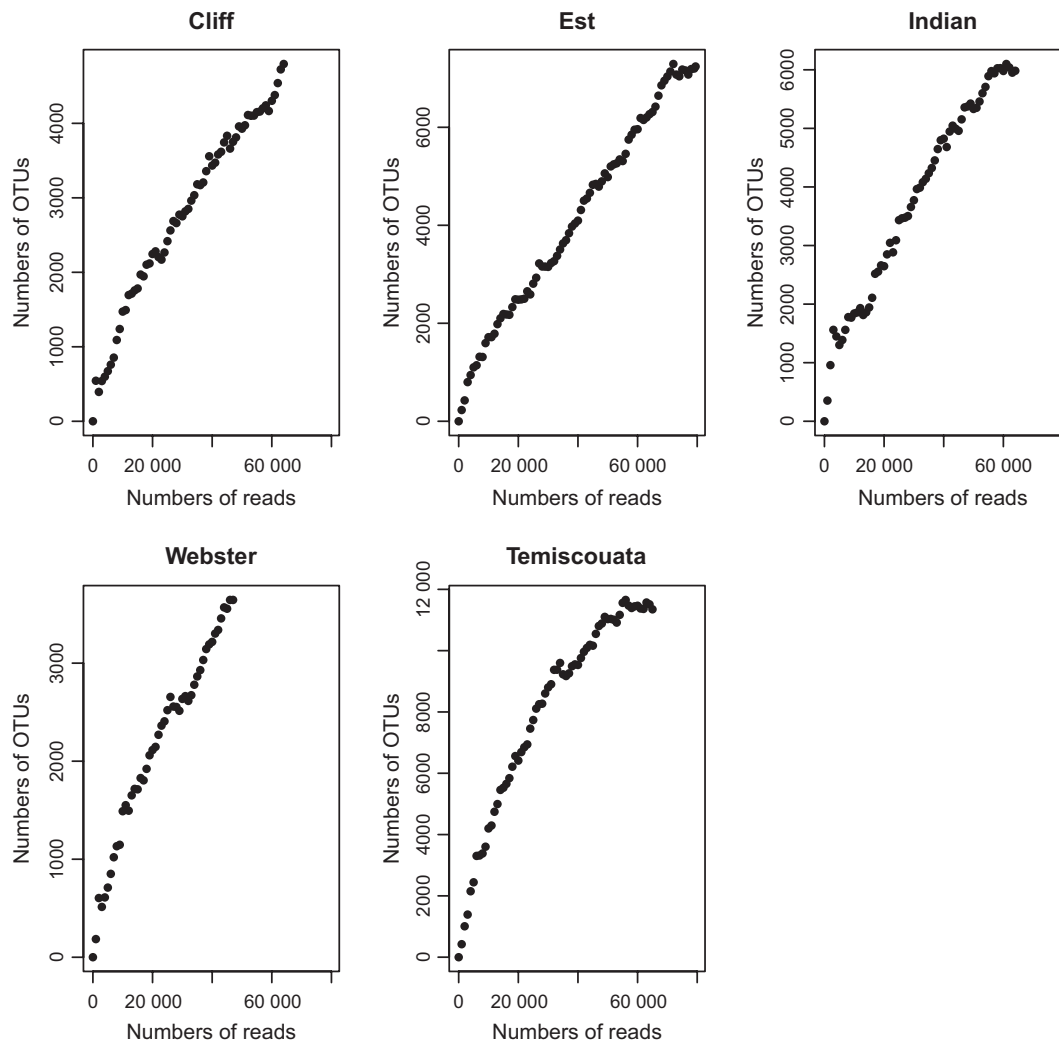 Cliff
Numbers of OTUs
0 1000 2000 3000 4000
0 20 000 60 000
Numbers of reads
Est
Numbers of OTUs
0 2000 4000 6000
0 20 000 60 000
Numbers of reads
Indian
Numbers of OTUs
0 1000 2000 3000 4000 5000 6000
0 20 000 60 000
Numbers of reads
Webster
Numbers of OTUs
0 1000 2000 3000
0 20 000 60 000
Numbers of reads
Temiscouata
Numbers of OTUs
0 2000 4000 6000 8000 12 000
0 20 000 60 000
Numbers of reads